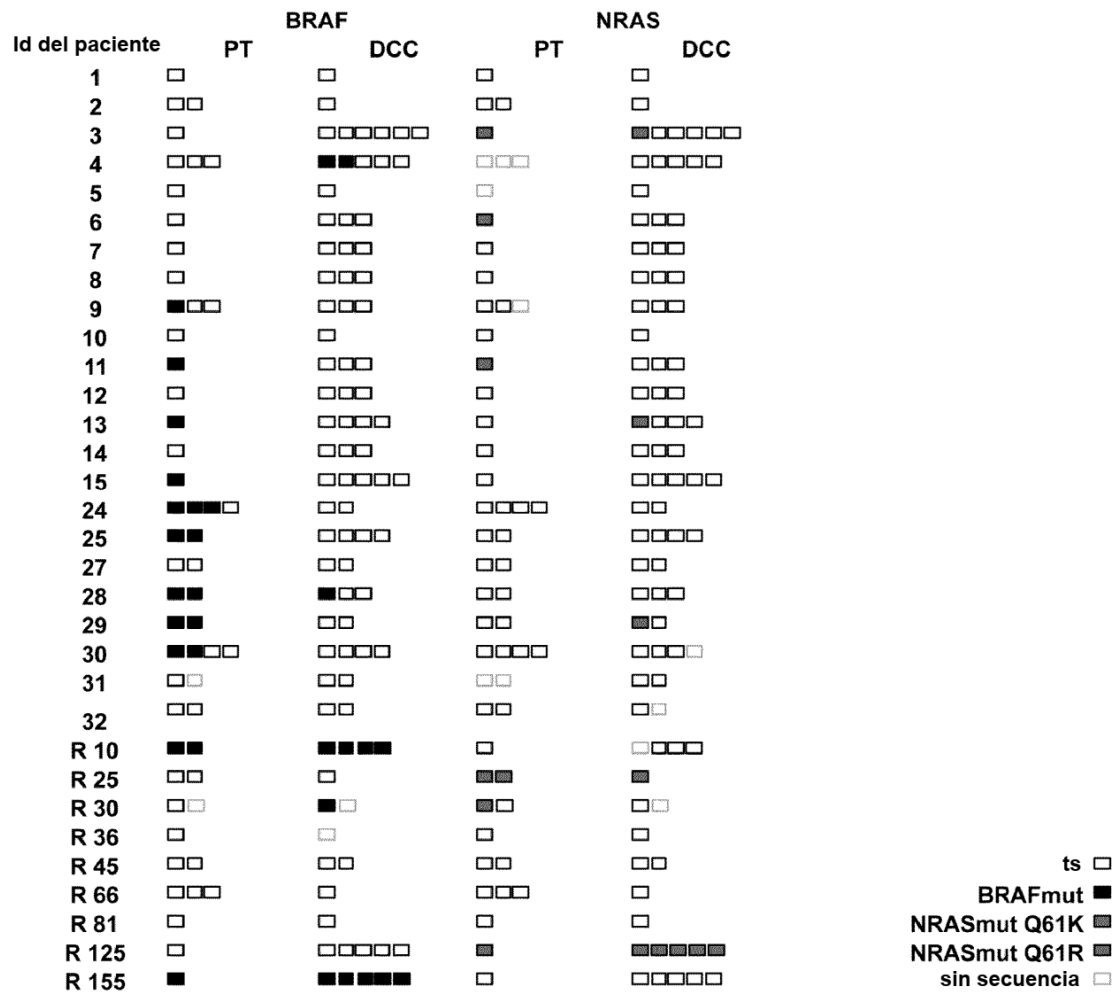 BRAF NRAS
Id del paciente PT DCC PT DCC
1
2
3
4
5
6
7
8
9
10
11
12
13
14
15
24
25
27
28
29
30
31
32
R 10
R 25
R 30
R 36
R 45
R 66
R 81
R 125
R 155
ts
BRAFmut
NRASmut Q61K
NRASmut Q61R
sin secuencia